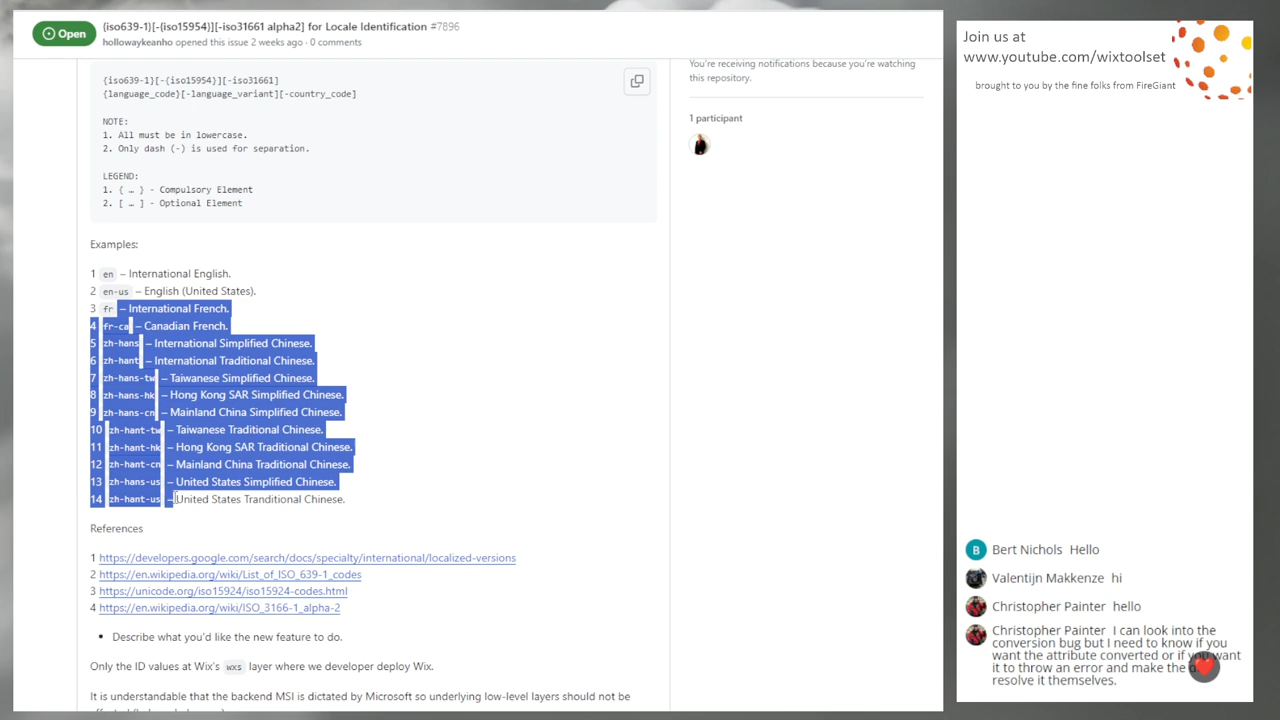 Open
(iso639-1)[-(iso15954)][-iso31661 alpha2] for Locale Identification #7896
hollowaykeanho opened this issue 2 weeks ago · 0 comments
{iso639-1)[-(iso15954}][-iso31661]
{language_code}[-language_variant][-country_code]
NOTE:
1. All must be in lowercase.
2. Only dash (-) is used for separation.
LEGEND:
1. { … } - Compulsory Element
2. [ … ] - Optional Element
Examples:
1 en – International English.
2 en-us – English (United States).
3 fr – International French.
4 fr-ca – Canadian French.
5 zh-hans – International Simplified Chinese.
6 zh-hant – International Traditional Chinese.
7 zh-hans-tw – Taiwanese Simplified Chinese.
8 zh-hans-hk – Hong Kong SAR Simplified Chinese.
9 zh-hans-cn – Mainland China Simplified Chinese.
10 zh-hant-tw – Taiwanese Traditional Chinese.
11 zh-hant-hk – Hong Kong SAR Traditional Chinese.
12 zh-hant-cn – Mainland China Traditional Chinese.
13 zh-hans-us – United States Simplified Chinese.
14 zh-hant-us – United States Tranditional Chinese.
References
1 https://developers.google.com/search/docs/specialty/international/localized-versions
2 https://en.wikipedia.org/wiki/List_of_ISO_639-1_codes
3 https://unicode.org/iso15924/iso15924-codes.html
4 https://en.wikipedia.org/wiki/ISO_3166-1_alpha-2
• Describe what you'd like the new feature to do.
Only the ID values at Wix's wxs layer where we developer deploy Wix.
It is understandable that the backend MSI is dictated by Microsoft so underlying low-level layers should not be
You're receiving notifications because you're watching
this repository.
1 participant
Join us at
www.youtube.com/wixtoolset
brought to you by the fine folks from FireGiant
B Bert Nichols Hello
Valentijn Makkenze hi
Christopher Painter hello
Christopher Painter I can look into the
conversion bug but I need to know if you
want the attribute converted or if you want
it to throw an error and make the
resolve it themselves.